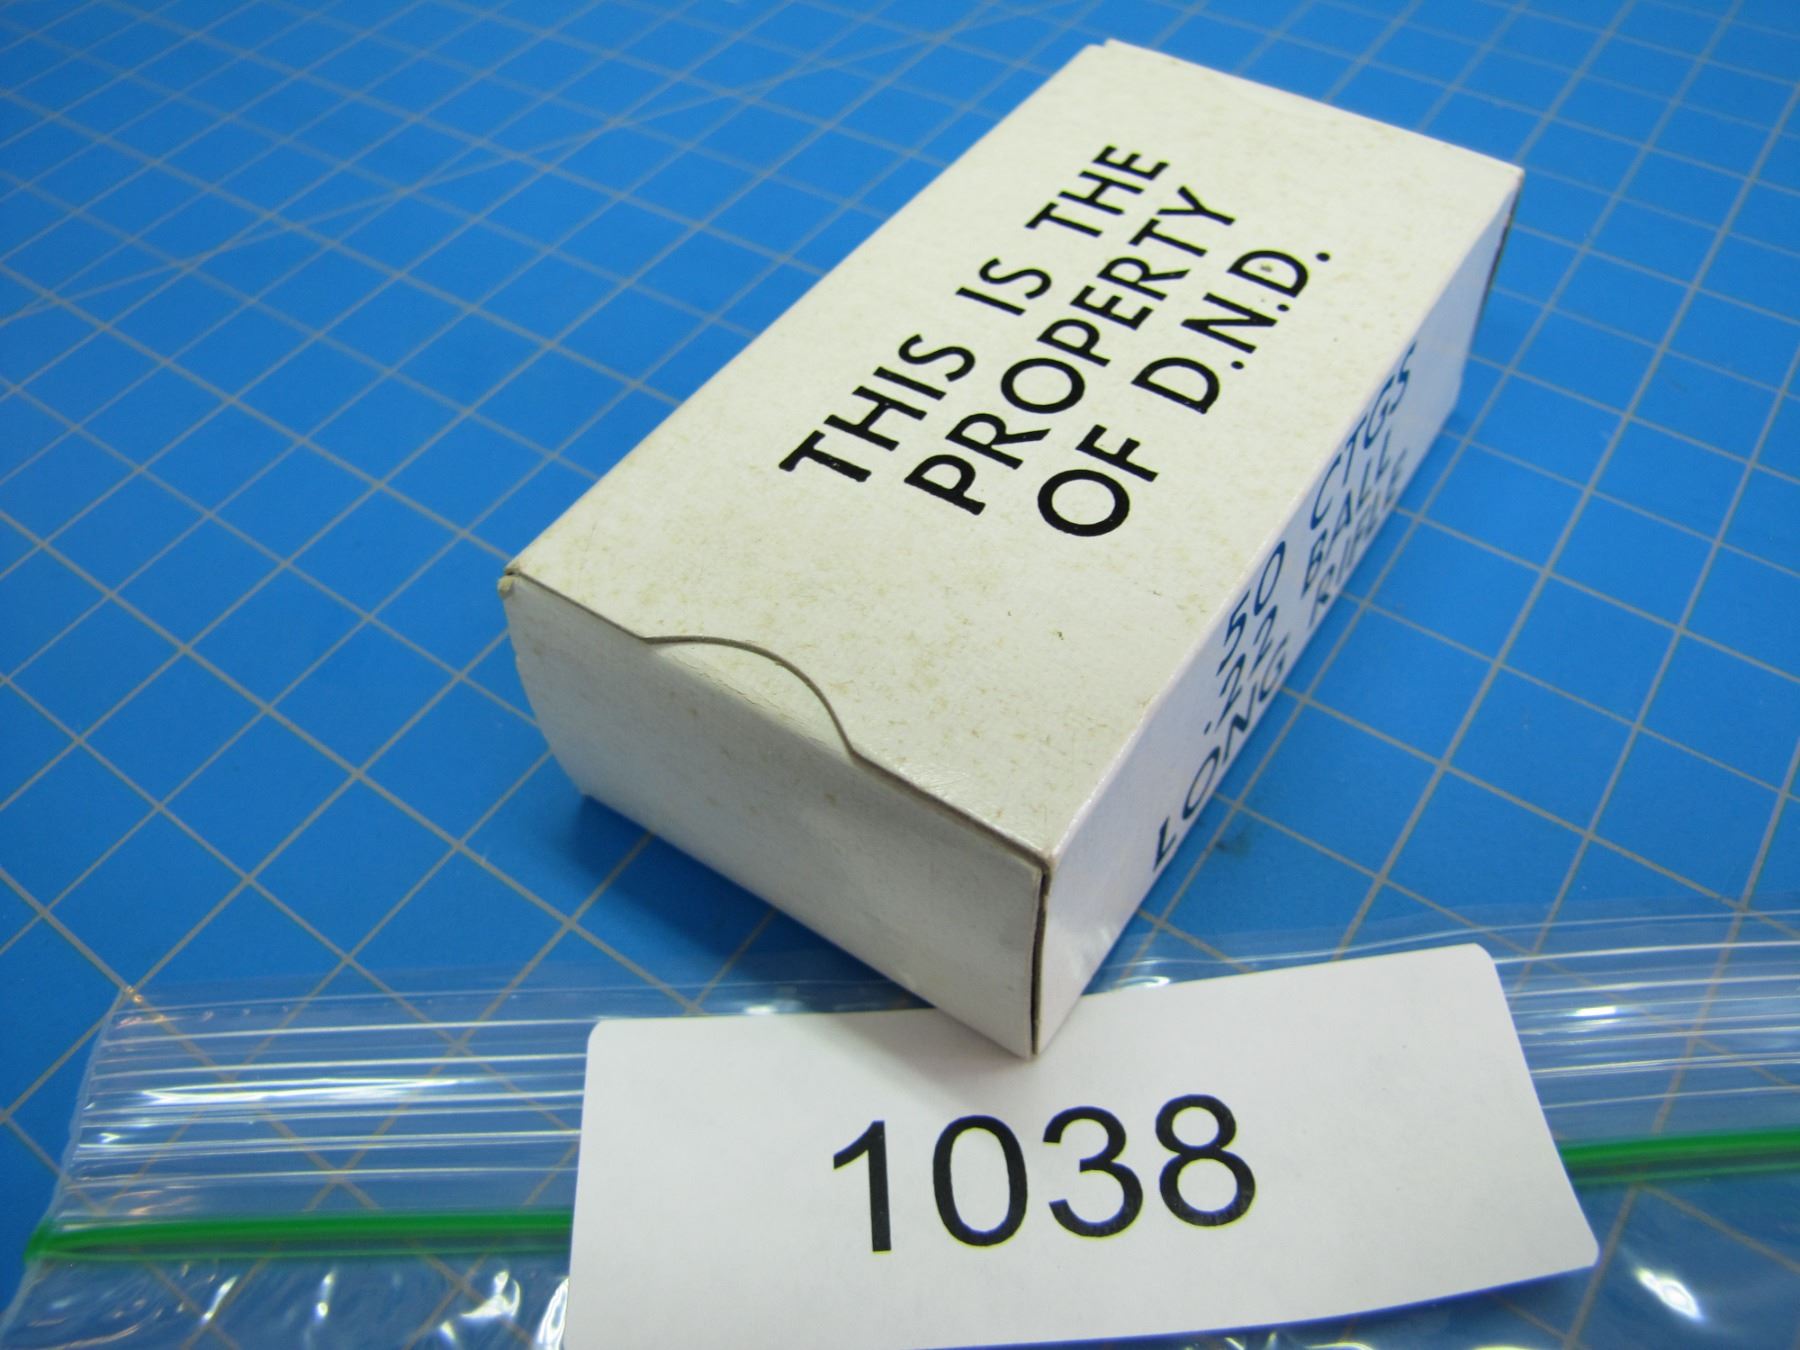 THIS IS THE
PROPERTY
OF D.N.D.
50 CTGS
.22 BALL
LONG RIFLE
1038